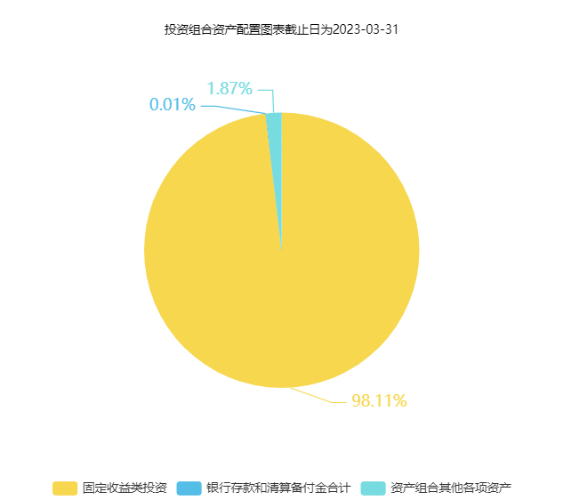 投资组合资产配置图表截止日为2023-03-31
1.87%
0.01%
98.11%
固定收益类投资 银行存款和清算备付金合计 资产组合其他各项资产